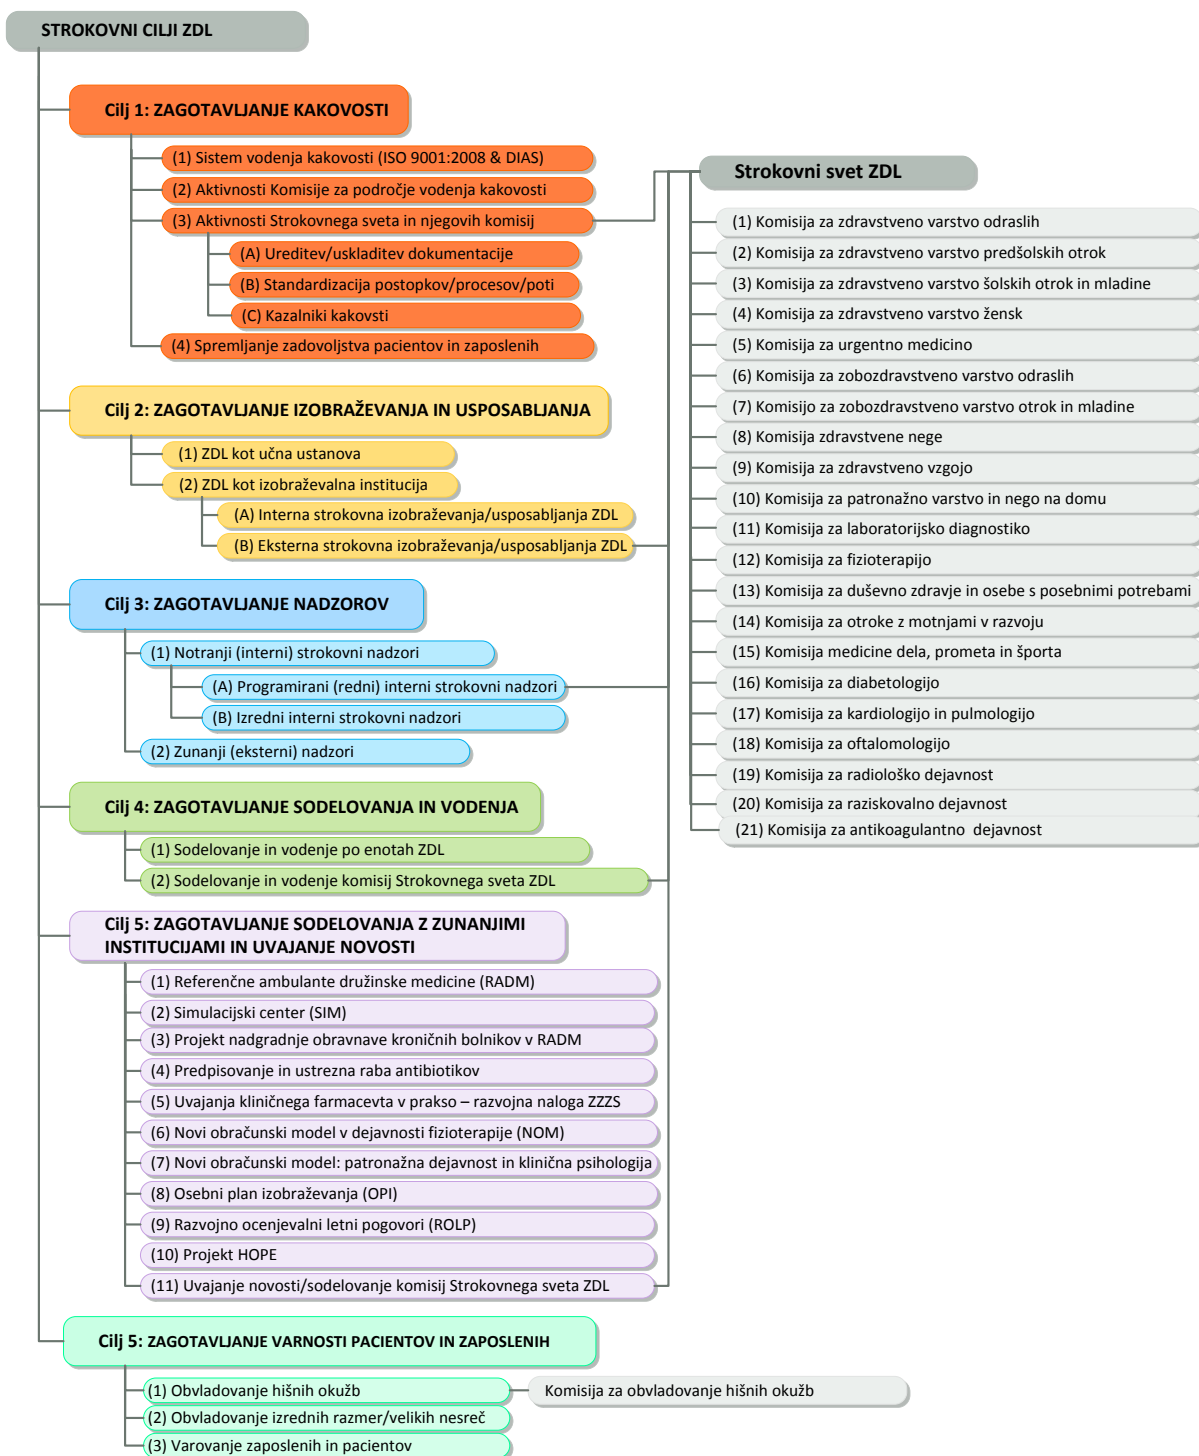 STROKOVNI CILJI ZDL
Cilj 1: ZAGOTAVLJANJE KAKOVOSTI
(1) Sistem vodenja kakovosti (ISO 9001:2008 & DIAS)
(2) Aktivnosti Komisije za področje vodenja kakovosti
(3) Aktivnosti Strokovnega sveta in njegovih komisij
(A) Ureditev/uskladitev dokumentacije
(B) Standardizacija postopkov/procesov/poti
(C) Kazalniki kakovsti
(4) Spremljanje zadovoljstva pacientov in zaposlenih
Cilj 2: ZAGOTAVLJANJE IZOBRAŽEVANJA IN USPOSABLJANJA
(1) ZDL kot učna ustanova
(2) ZDL kot izobraževalna institucija
(A) Interna strokovna izobraževanja/usposabljanja ZDL
(B) Eksterna strokovna izobraževanja/usposabljanja ZDL
Cilj 3: ZAGOTAVLJANJE NADZOROV
(1) Notranji (interni) strokovni nadzori
(A) Programirani (redni) interni strokovni nadzori
(B) Izredni interni strokovni nadzori
(2) Zunanji (eksterni) nadzori
Cilj 4: ZAGOTAVLJANJE SODELOVANJA IN VODENJA
(1) Sodelovanje in vodenje po enotah ZDL
(2) Sodelovanje in vodenje komisij Strokovnega sveta ZDL
Cilj 5: ZAGOTAVLJANJE SODELOVANJA Z ZUNANJIMI
INSTITUCIJAMI IN UVAJANJE NOVOSTI
(1) Referenčne ambulante družinske medicine (RADM)
(2) Simulacijski center (SIM)
(3) Projekt nadgradnje obravnave kroničnih bolnikov v RADM
(4) Predpisovanje in ustrezna raba antibiotikov
(5) Uvajanja kliničnega farmacevta v prakso – razvojna naloga ZZZS
(6) Novi obračunski model v dejavnosti fizioterapije (NOM)
(7) Novi obračunski model: patronažna dejavnost in klinična psihologija
(8) Osebni plan izobraževanja (OPI)
(9) Razvojno ocenjevalni letni pogovori (ROLP)
(10) Projekt HOPE
(11) Uvajanje novosti/sodelovanje komisij Strokovnega sveta ZDL
Cilj 5: ZAGOTAVLJANJE VARNOSTI PACIENTOV IN ZAPOSLENIH
(1) Obvladovanje hišnih okužb
Komisija za obvladovanje hišnih okužb
(2) Obvladovanje izrednih razmer/velikih nesreč
(3) Varovanje zaposlenih in pacientov
Strokovni svet ZDL
(1) Komisija za zdravstveno varstvo odraslih
(2) Komisija za zdravstveno varstvo predšolskih otrok
(3) Komisija za zdravstveno varstvo šolskih otrok in mladine
(4) Komisija za zdravstveno varstvo žensk
(5) Komisija za urgentno medicino
(6) Komisija za zobozdravstveno varstvo odraslih
(7) Komisijo za zobozdravstveno varstvo otrok in mladine
(8) Komisija zdravstvene nege
(9) Komisija za zdravstveno vzgojo
(10) Komisija za patronažno varstvo in nego na domu
(11) Komisija za laboratorijsko diagnostiko
(12) Komisija za fizioterapijo
(13) Komisija za duševno zdravje in osebe s posebnimi potrebami
(14) Komisija za otroke z motnjami v razvoju
(15) Komisija medicine dela, prometa in športa
(16) Komisija za diabetologijo
(17) Komisija za kardiologijo in pulmologijo
(18) Komisija za oftalomologijo
(19) Komisija za radiološko dejavnost
(20) Komisija za raziskovalno dejavnost
(21) Komisija za antikoagulantno dejavnost